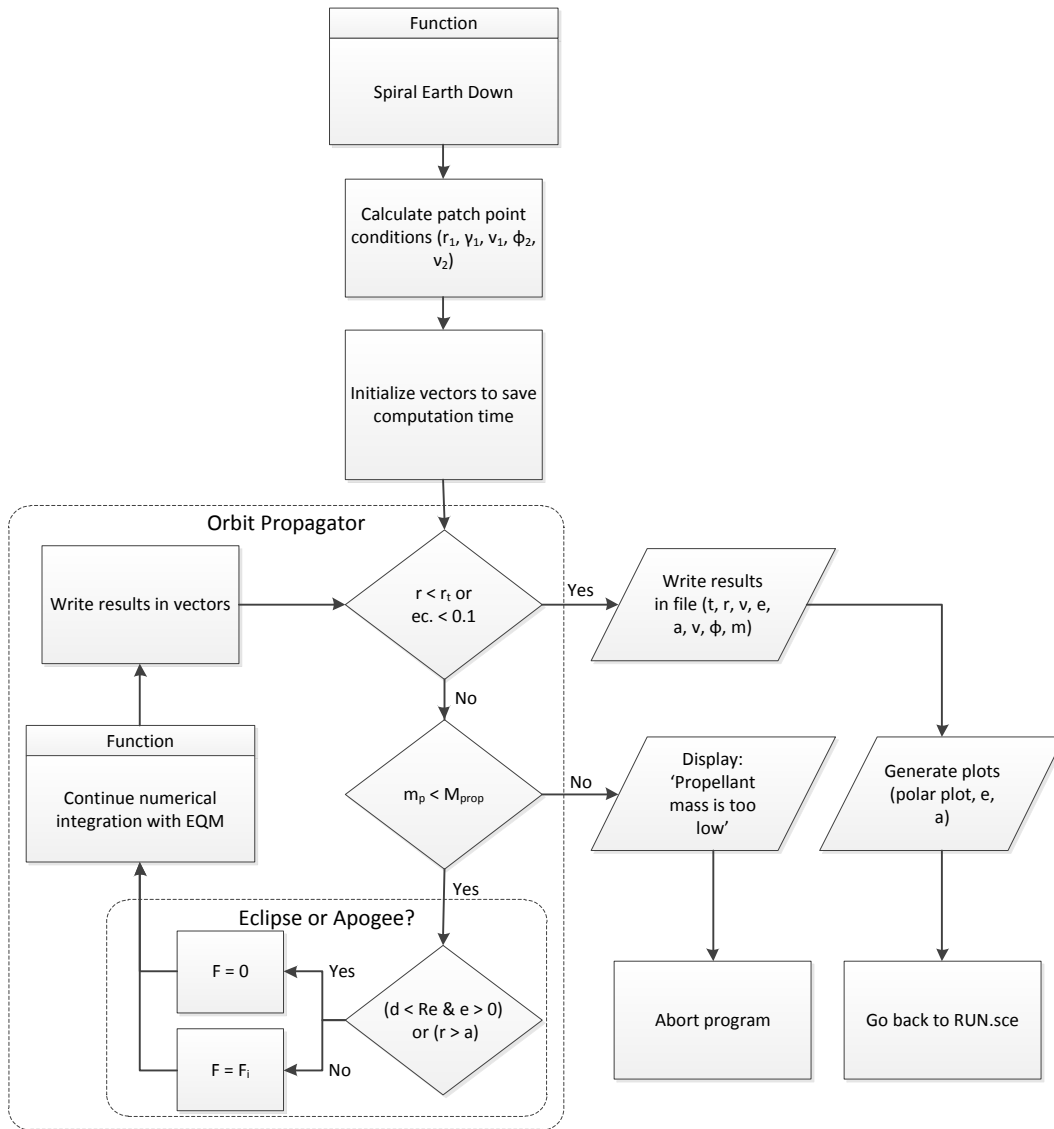 Function
Spiral Earth Down
Calculate patch point
conditions (r₁, γ₁, v₁, ϕ₂,
ν₂)
Initialize vectors to save
computation time
Orbit Propagator
Write results in vectors
r < rₜ or
ec. < 0.1
Yes
Write results
in file (t, r, ν, e,
a, v, ϕ, m)
No
Function
Continue numerical
integration with EQM
mₚ < Mprop
No
Display:
‘Propellant
mass is too
low’
Generate plots
(polar plot, e,
a)
Yes
Eclipse or Apogee?
F = 0
Yes
(d < Re & e > 0)
or (r > a)
F = Fᵢ
No
Abort program
Go back to RUN.sce